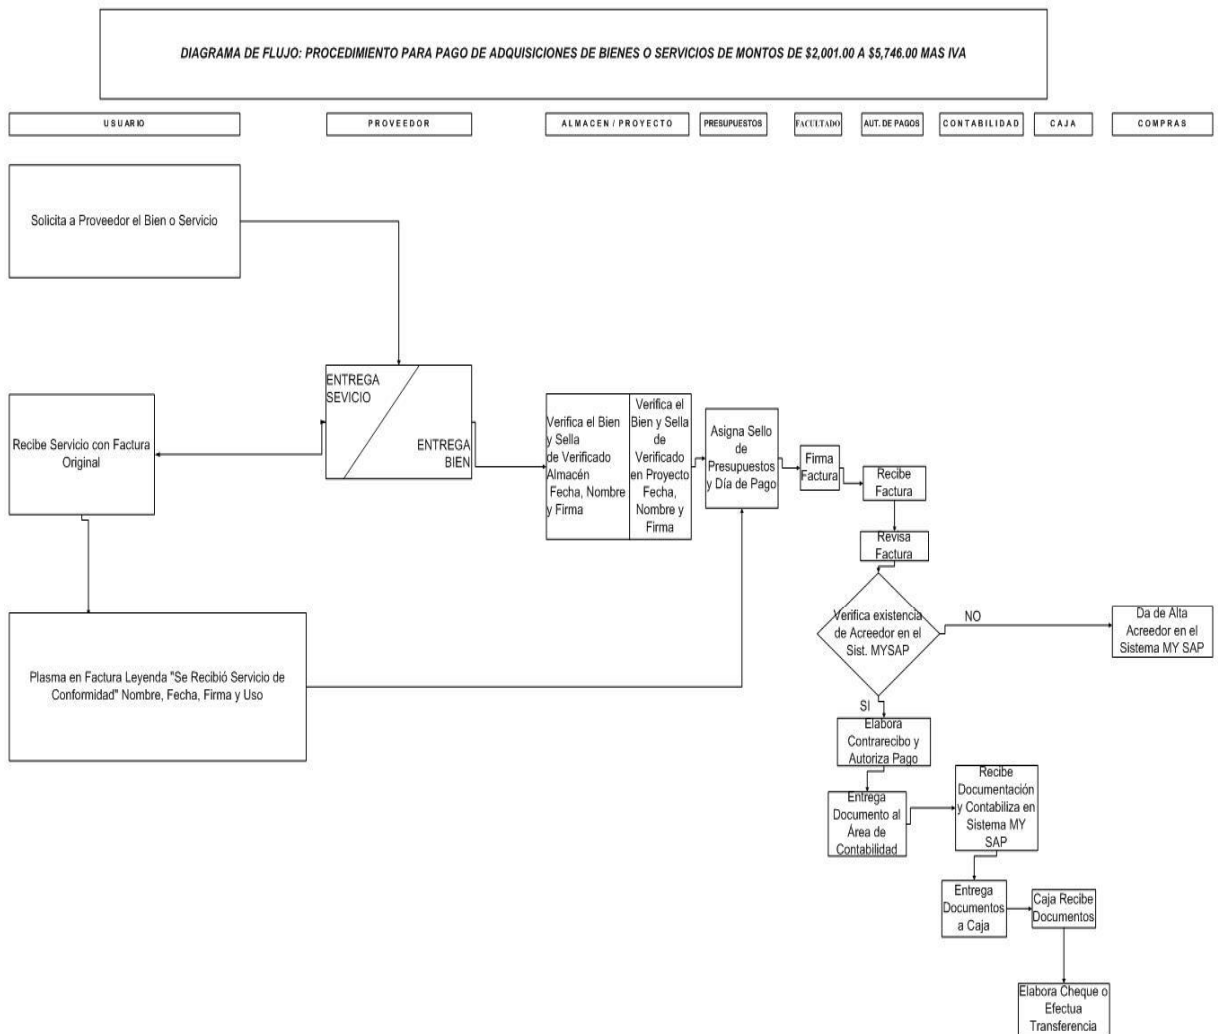 DIAGRAMA DE FLUJO: PROCEDIMIENTO PARA PAGO DE ADQUISICIONES DE BIENES O SERVICIOS DE MONTOS DE $2,001.00 A $5,746.00 MAS IVA
USUARIO
PROVEEDOR
ALMACEN / PROYECTO
PRESUPUESTOS
FACULTADO
AUT. DE PAGOS
CONTABILIDAD
CAJA
COMPRAS
Solicita a Proveedor el Bien o Servicio
ENTREGA
SEVICIO
ENTREGA
BIEN
Recibe Servicio con Factura
Original
Verifica el Bien
y Sella
de Verificado
Almacén
Fecha, Nombre
y Firma
Verifica el
Bien y Sella
de
Verificado
en Proyecto
Fecha,
Nombre y
Firma
Asigna Sello
de
Presupuestos
y Día de Pago
Firma
Factura
Recibe
Factura
Revisa
Factura
Verifica existencia
de Acreedor en el
Sist. MYSAP
NO
Da de Alta
Acreedor en el
Sistema MY SAP
Plasma en Factura Leyenda "Se Recibió Servicio de
Conformidad" Nombre, Fecha, Firma y Uso
SI
Elabora
Contrarecibo y
Autoriza Pago
Entrega
Documento al
Área de
Contabilidad
Recibe
Documentación
y Contabiliza en
Sistema MY
SAP
Entrega
Documentos
a Caja
Caja Recibe
Documentos
Elabora Cheque o
Efectua
Transferencia